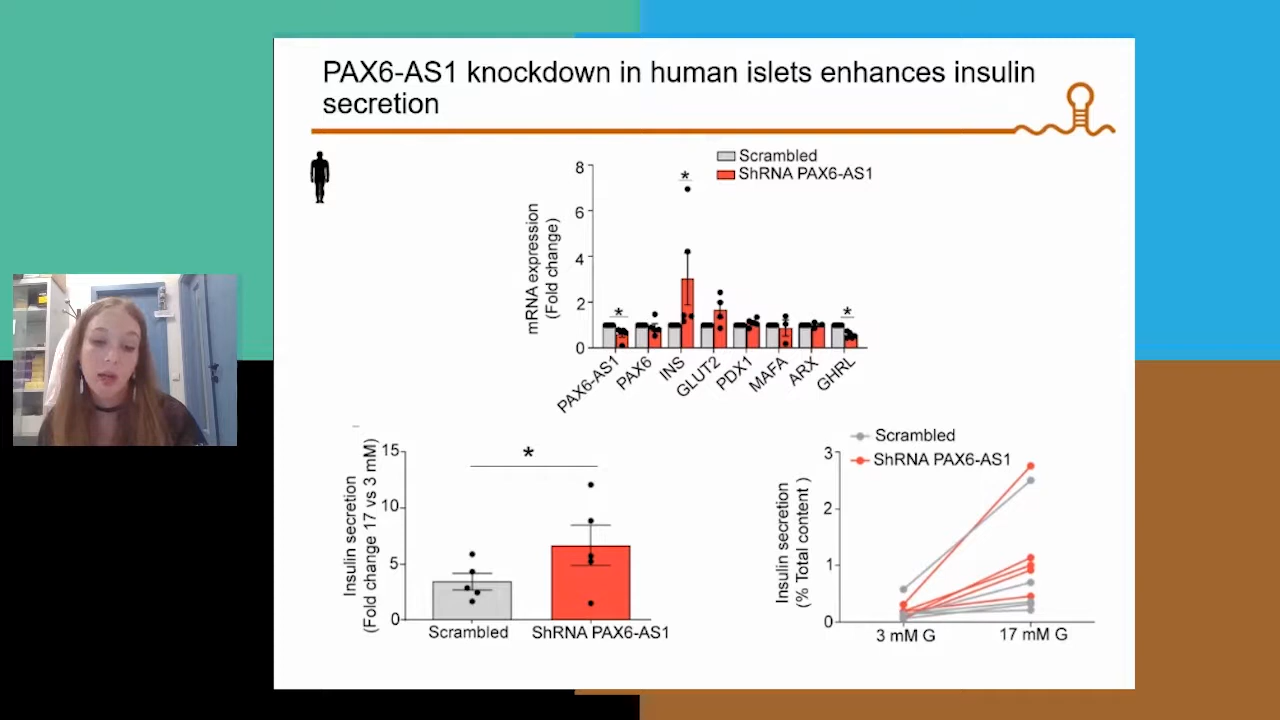 PAX6-AS1 knockdown in human islets enhances insulin
secretion
Scrambled
ShRNA PAX6-AS1
mRNA expression
(Fold change)
8
6
4
2
0
*
*
*
PAX6-AS1
PAX6
INS
GLUT2
PDX1
MAFA
ARX
GHRL
Insulin secretion
(Fold change 17 vs 3 mM)
15
10
5
0
*
Scrambled
ShRNA PAX6-AS1
Scrambled
ShRNA PAX6-AS1
Insulin secretion
(% Total content )
3
2
1
0
3 mM G
17 mM G